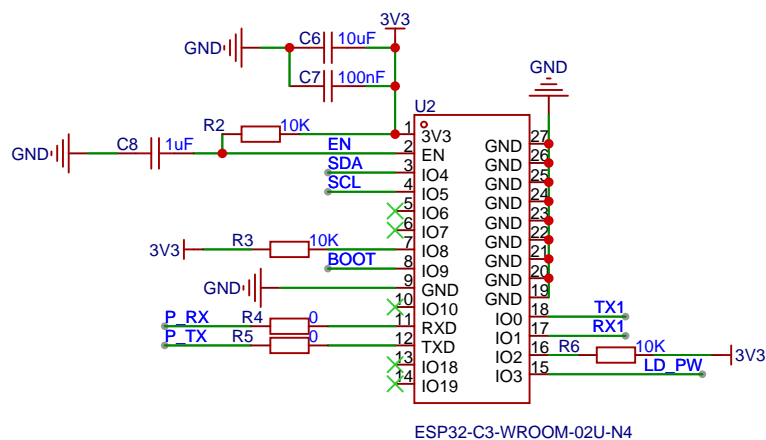 3V3
GND C6 10uF
C7 100nF
GND
U2
R2 10K
1 3V3
GND 27
C8 1uF
EN
2 EN
GND 26
GND
SDA
3 IO4
GND 25
SCL
4 IO5
GND 24
5 IO6
GND 23
6 IO7
GND 22
3V3 R3 10K
7 IO8
GND 21
BOOT
8 IO9
GND 20
GND
9 GND
GND 19
10 IO10
IO0 18 TX1
P_RX R4 0
11 RXD
IO1 17 RX1
P_TX R5 0
12 TXD
IO2 16 R6 10K 3V3
13 IO18
IO3 15 LD_PW
14 IO19
ESP32-C3-WROOM-02U-N4